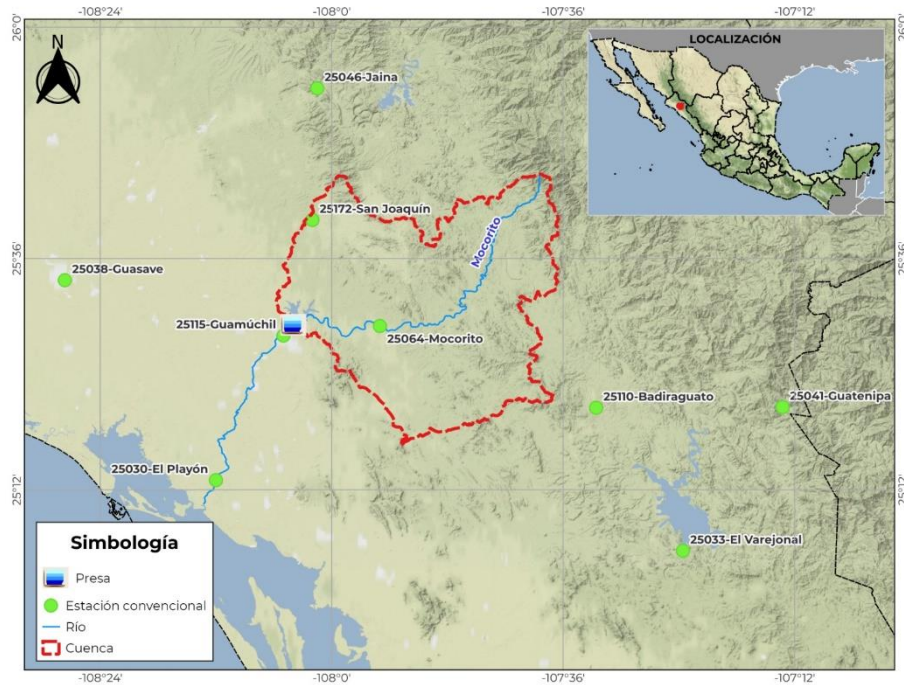 -108°24'
-108°0'
-107°36'
-107°12'
26°0'
26°0'
N
LOCALIZACIÓN
25046-Jaina
25172-San Joaquín
Mocorito
25°36'
25°36'
25038-Guasave
25115-Guamúchil
25064-Mocorito
25110-Badiraguato
25041-Guatenipa
25030-El Playón
25°12'
25°12'
25033-El Varejonal
Simbología
Presa
Estación convencional
Río
Cuenca
-108°24'
-108°0'
-107°36'
-107°12'